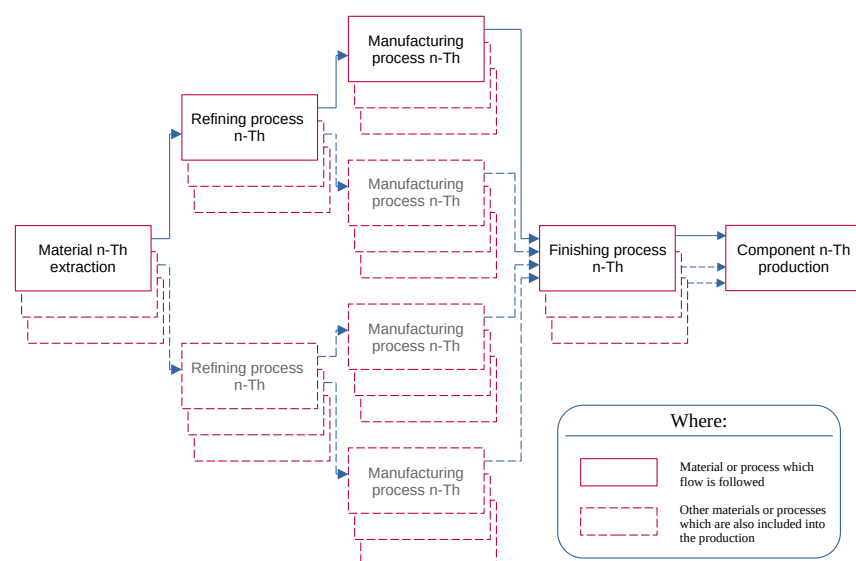 Manufacturing
process n-Th
Refining process
n-Th
Manufacturing
process n-Th
Material n-Th
extraction
Finishing process
n-Th
Component n-Th
production
Manufacturing
process n-Th
Refining process
n-Th
Manufacturing
process n-Th
Where:
Material or process which
flow is followed
Other materials or processes
which are also included into
the production